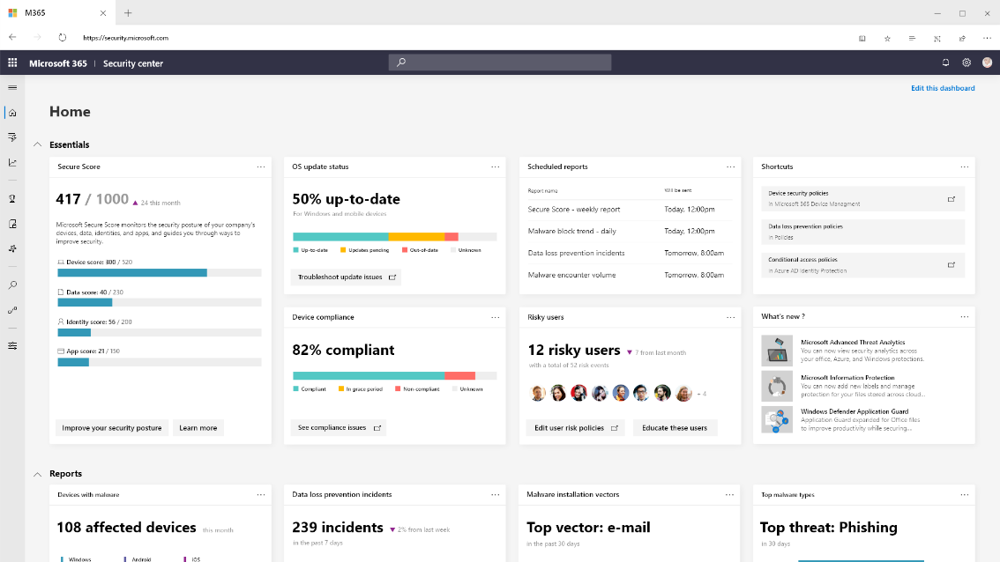 M365
https://security.microsoft.com
Microsoft 365 | Security center
Edit this dashboard
Home
Essentials
Secure Score
417 / 1000 24 this month
Microsoft Secure Score monitors the security posture of your company's
devices, data, identities, and apps, and guides you through ways to
improve security.
Device score: 300 / 520
Data score: 40 / 230
Identity score: 56 / 200
App score: 21 / 150
Improve your security posture
Learn more
OS update status
50% up-to-date
For Windows and mobile devices
Up-to-date Updates pending Out-of-date Unknown
Troubleshoot update issues
Scheduled reports
Report name Will be sent
Secure Score - weekly report Today, 12:00pm
Malware block trend - daily Today, 12:00pm
Data loss prevention incidents Tomorrow, 8:00am
Malware encounter volume Tomorrow, 8:00am
Shortcuts
Device security policies
in Microsoft 365 Device Managment
Data loss prevention policies
in Policies
Conditional access policies
in Azure AD Identity Protection
Device compliance
82% compliant
Compliant In grace period Non-compliant Unknown
See compliance issues
Risky users
12 risky users 7 from last month
with a total of 52 risk events
+ 4
Edit user risk policies
Educate these users
What's new ?
Microsoft Advanced Threat Analytics
You can now view security analytics across
your office, Azure, and Windows protections.
Microsoft Information Protection
You can now add new labels and manage
protection for your files stored across cloud...
Windows Defender Application Guard
Application Guard expanded for Office files
to improve productivity while securing...
Reports
Devices with malware
108 affected devices this month
Windows Android iOS
Data loss prevention incidents
239 incidents 2% from last week
in the past 7 days
Malware installation vectors
Top vector: e-mail
in the past 30 days
Top malware types
Top threat: Phishing
in 30 days